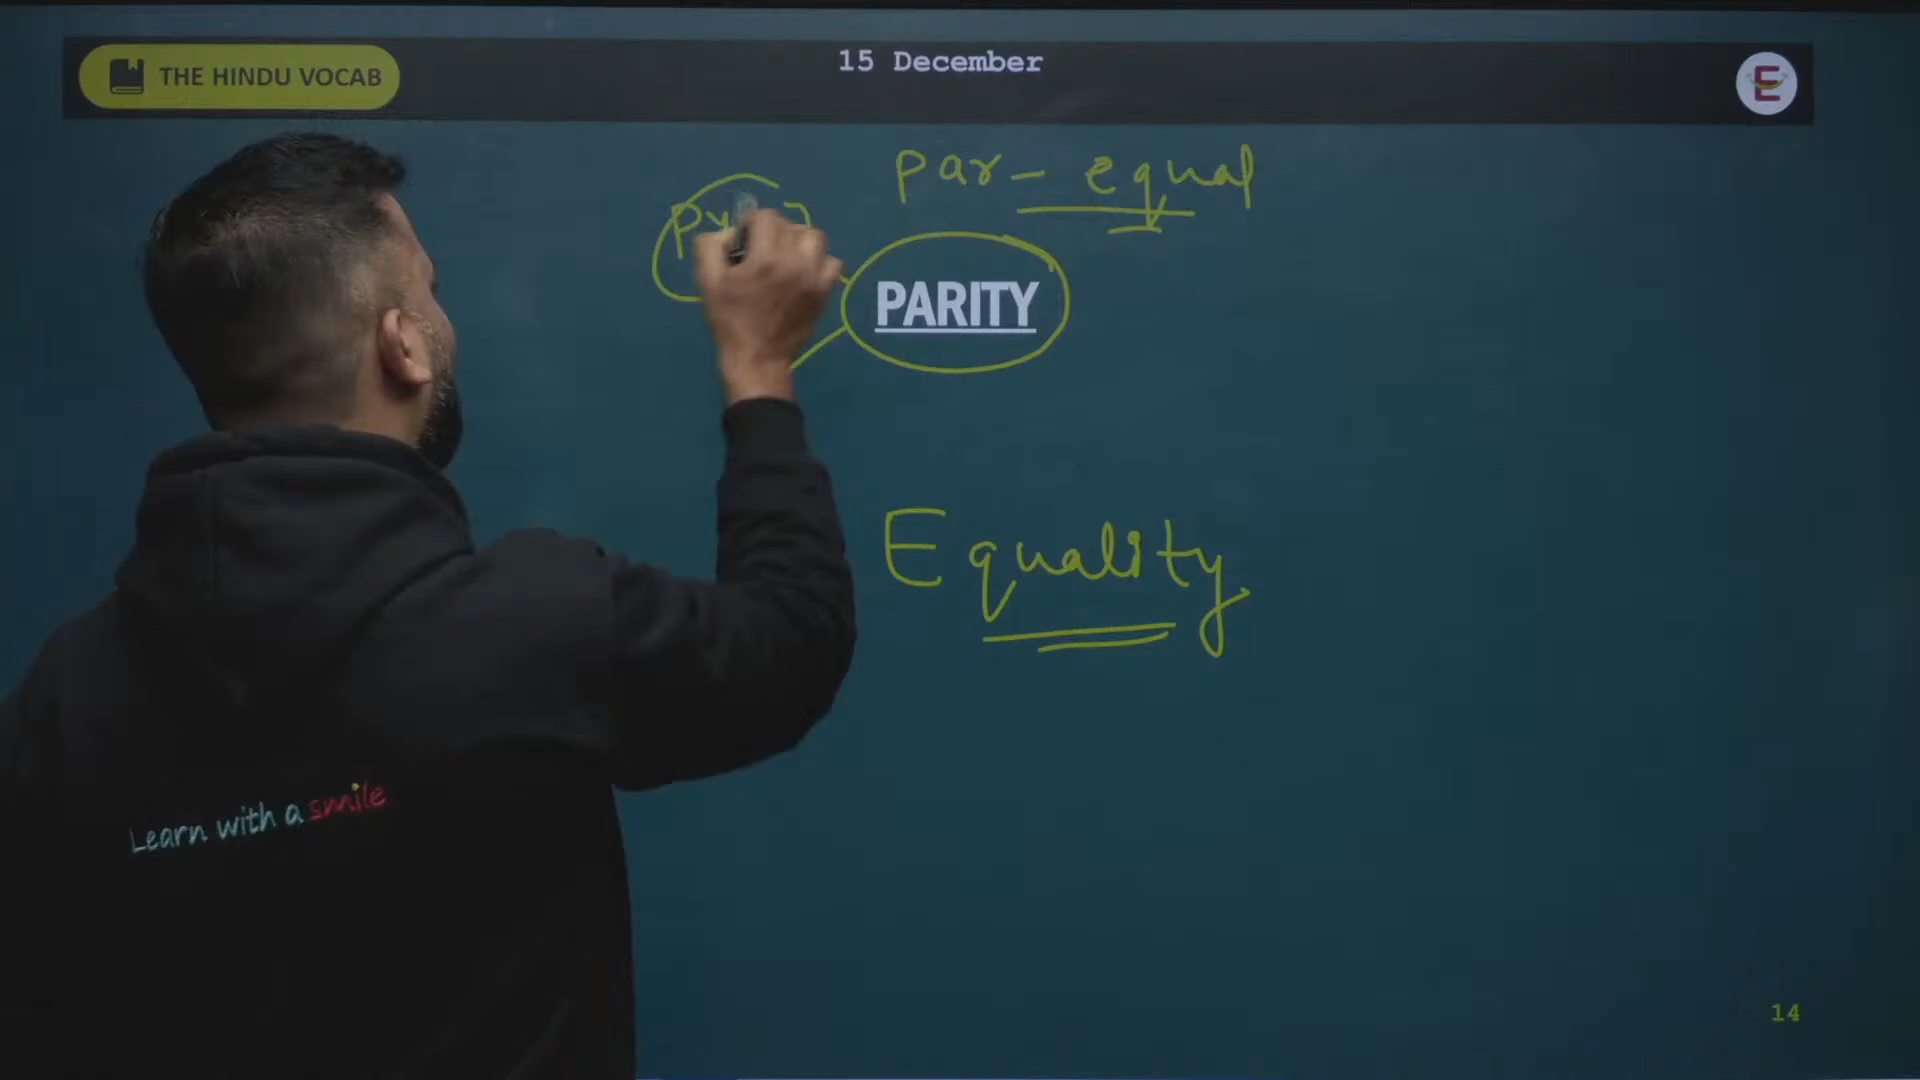 15 December
THE HINDU VOCAB
E
par - equal
PARITY
Equality
Learn with a smile
14